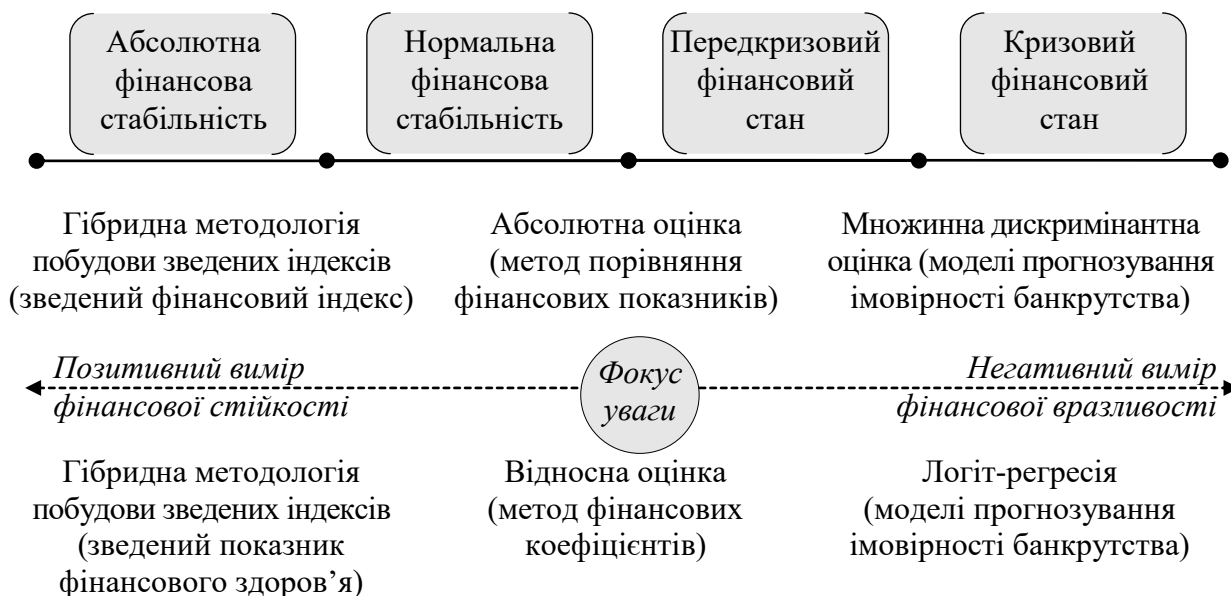 Абсолютна
фінансова
стабільність
Нормальна
фінансова
стабільність
Передкризовий
фінансовий
стан
Кризовий
фінансовий
стан
Гібридна методологія
побудови зведених індексів
(зведений фінансовий індекс)
Абсолютна оцінка
(метод порівняння
фінансових показників)
Множинна дискримінантна
оцінка (моделі прогнозування
імовірності банкрутства)
Позитивний вимір
фінансової стійкості
Фокус
уваги
Негативний вимір
фінансової вразливості
Гібридна методологія
побудови зведених індексів
(зведений показник
фінансового здоров’я)
Відносна оцінка
(метод фінансових
коефіцієнтів)
Логіт-регресія
(моделі прогнозування
імовірності банкрутства)